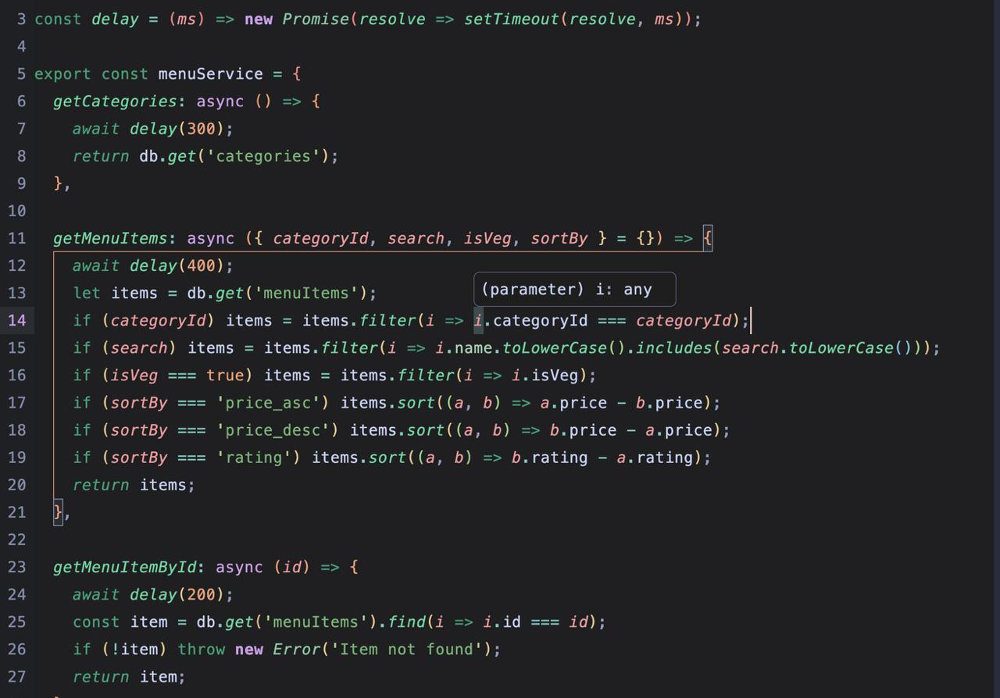 3 const delay = (ms) => new Promise(resolve => setTimeout(resolve, ms));
4
5 export const menuService = {
6   getCategories: async () => {
7     await delay(300);
8     return db.get('categories');
9   },
10
11   getMenuItems: async ({ categoryId, search, isVeg, sortBy } = {}) => {
12     await delay(400);
13     let items = db.get('menuItems');
(parameter) i: any
14     if (categoryId) items = items.filter(i => i.categoryId === categoryId);
15     if (search) items = items.filter(i => i.name.toLowerCase().includes(search.toLowerCase()));
16     if (isVeg === true) items = items.filter(i => i.isVeg);
17     if (sortBy === 'price_asc') items.sort((a, b) => a.price - b.price);
18     if (sortBy === 'price_desc') items.sort((a, b) => b.price - a.price);
19     if (sortBy === 'rating') items.sort((a, b) => b.rating - a.rating);
20     return items;
21   },
22
23   getMenuItemById: async (id) => {
24     await delay(200);
25     const item = db.get('menuItems').find(i => i.id === id);
26     if (!item) throw new Error('Item not found');
27     return item;